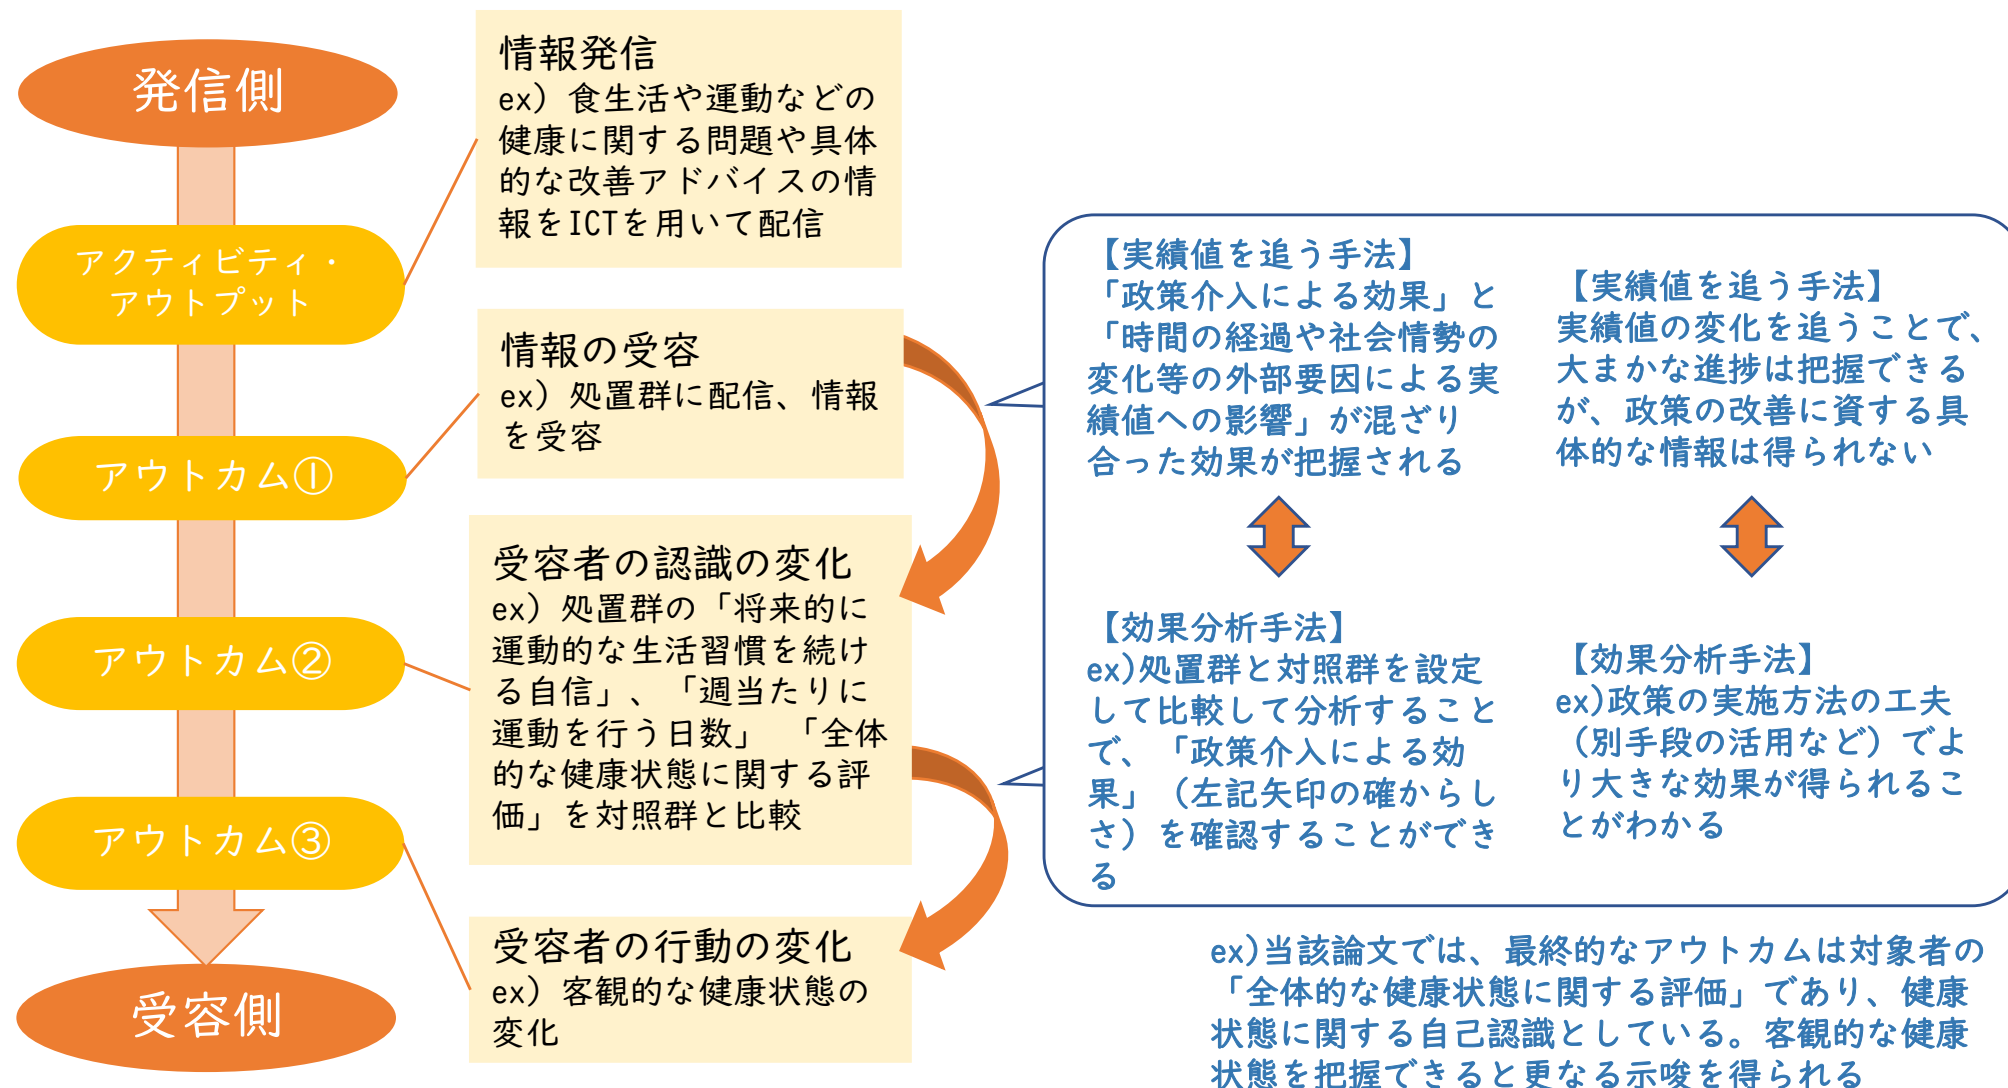 発信側
アクティビティ・
アウトプット
アウトカム①
アウトカム②
アウトカム③
受容側
情報発信
ex）食生活や運動などの
健康に関する問題や具体
的な改善アドバイスの情
報をICTを用いて配信
情報の受容
ex）処置群に配信、情報
を受容
受容者の認識の変化
ex）処置群の「将来的に
運動的な生活習慣を続け
る自信」、「週当たりに
運動を行う日数」 「全体
的な健康状態に関する評
価」を対照群と比較
受容者の行動の変化
ex）客観的な健康状態の
変化
【実績値を追う手法】
「政策介入による効果」と
「時間の経過や社会情勢の
変化等の外部要因による実
績値への影響」が混ざり
合った効果が把握される
【効果分析手法】
ex)処置群と対照群を設定
して比較して分析すること
で、「政策介入による効
果」（左記矢印の確からし
さ）を確認することができ
る
【実績値を追う手法】
実績値の変化を追うことで、
大まかな進捗は把握できる
が、政策の改善に資する具
体的な情報は得られない
【効果分析手法】
ex)政策の実施方法の工夫
（別手段の活用など）でよ
り大きな効果が得られるこ
とがわかる
ex)当該論文では、最終的なアウトカムは対象者の
「全体的な健康状態に関する評価」であり、健康
状態に関する自己認識としている。客観的な健康
状態を把握できると更なる示唆を得られる